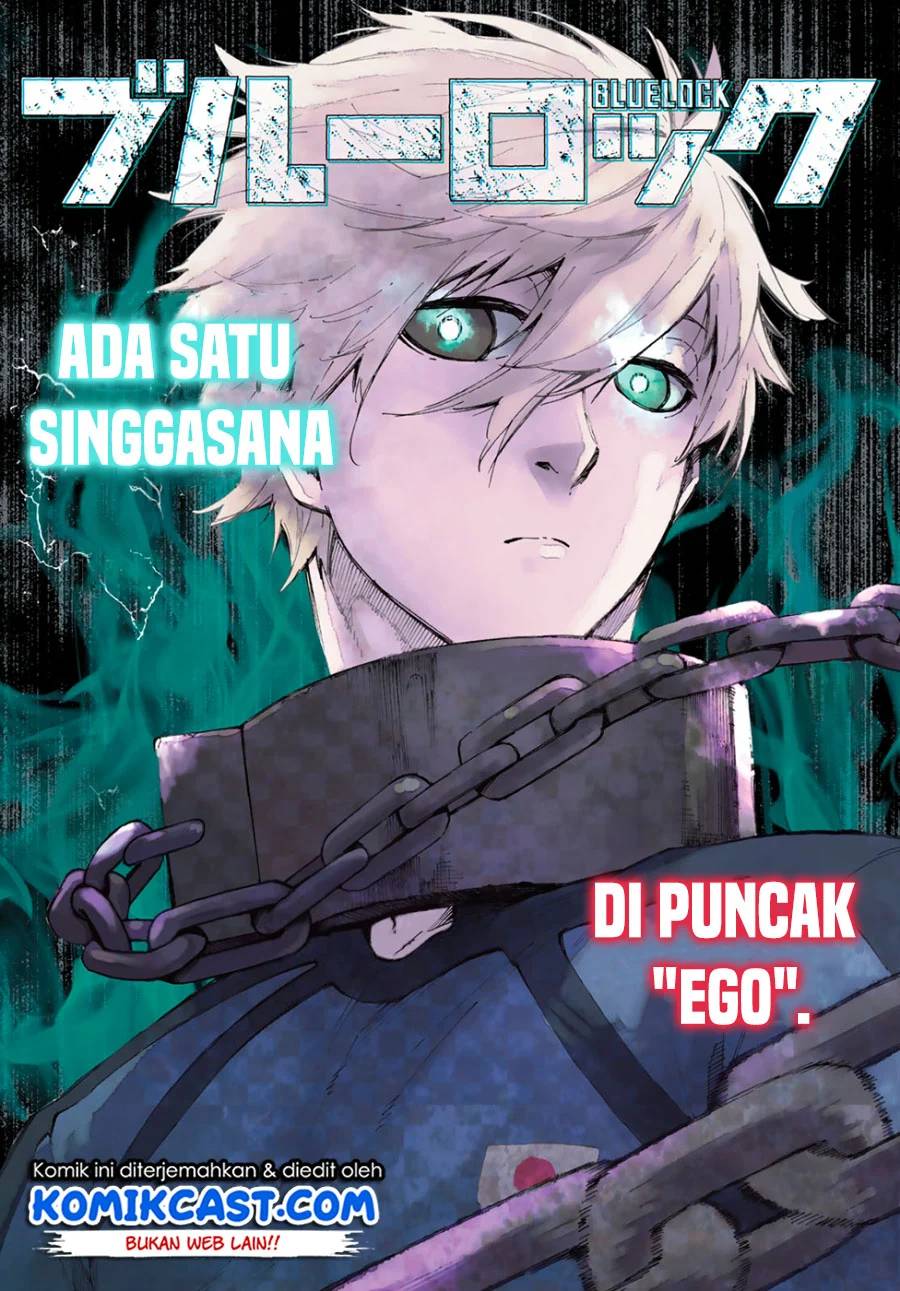 ブルーロック
BLUELOCK
ADA SATU
SINGGASANA
DI PUNCAK
"EGO".
Komik ini diterjemahkan & diedit oleh
KOMIKCAST.COM
BUKAN WEB LAIN!!